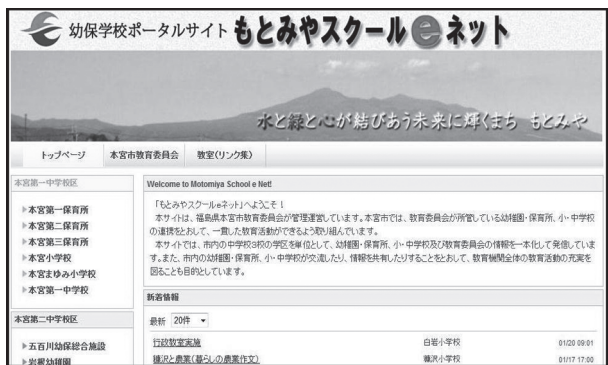 幼保学校ポータルサイト もとみやスクールeネット
水と緑と心が結びあう未来に輝くまち もとみや
トップページ 本宮市教育委員会 教室(リンク集)
本宮第一中学校区
本宮第一保育所
本宮第二保育所
本宮第三保育所
本宮小学校
本宮まゆみ小学校
本宮第一中学校
本宮第二中学校区
五百川幼保総合施設
岩根幼稚園
Welcome to Motomiya School e Net!
「もとみやスクールeネット」へようこそ!
本サイトは、福島県本宮市教育委員会が管理運営しています。本宮市では、教育委員会が所管している幼稚園・保育所、小・中学校
の連携をとおして、一貫した教育活動ができるよう取り組んでいます。
本サイトでは、市内の中学校3校の学区を単位として、幼稚園・保育所、小・中学校及び教育委員会の情報を一本化して発信していま
す。また、市内の幼稚園・保育所、小・中学校が交流したり、情報を共有したりすることをとおして、教育機関全体の教育活動の充実を
図ることも目的としています。
新着情報
最新 20件
行政教室実施 白岩小学校 01/20 09:01
糠沢と農業(暮らしの農業作文) 糠沢小学校 01/17 17:00